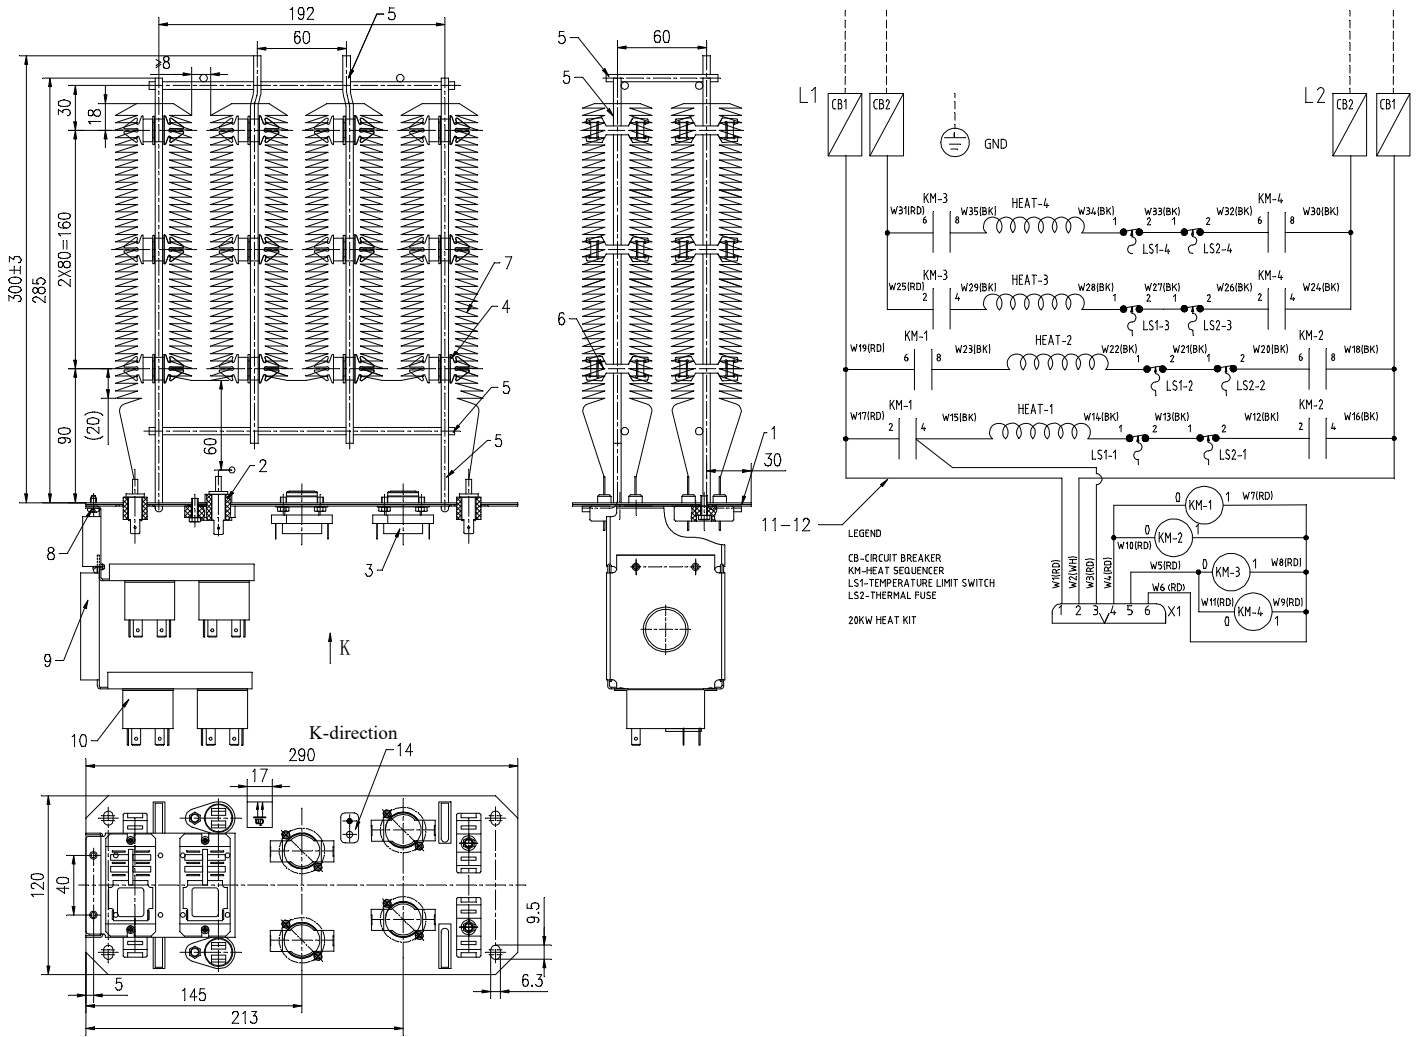 192
60
5
>8
30
18
300±3
285
2X80=160
7
4
5
90
(20)
60
5
2
8
3
9
10
K
5
60
5
6
1
30
11-12
K-direction
290
14
17
120
40
9.5
6.3
5
145
213
L1
CB1
CB2
GND
L2
CB2
CB1
KM-3
HEAT-4
KM-4
W31(RD)
W35(BK)
W34(BK)
W33(BK)
W32(BK)
W30(BK)
6
8
1
2
1
2
6
8
LS1-4
LS2-4
KM-3
HEAT-3
KM-4
W25(RD)
W29(BK)
W28(BK)
W27(BK)
W26(BK)
W24(BK)
2
4
1
2
1
2
2
4
LS1-3
LS2-3
KM-1
HEAT-2
KM-2
W19(RD)
W23(BK)
W22(BK)
W21(BK)
W20(BK)
W18(BK)
6
8
1
2
1
2
6
8
LS1-2
LS2-2
KM-1
HEAT-1
KM-2
W17(RD)
W15(BK)
W14(BK)
W13(BK)
W12(BK)
W16(BK)
2
4
1
2
1
2
2
4
LS1-1
LS2-1
0
KM-1
1
W7(RD)
W10(RD)
0
KM-2
1
W5(RD)
0
KM-3
1
W8(RD)
W6 (RD)
W11(RD)
0
KM-4
1
W9(RD)
W1(RD)
W2(WH)
W3(RD)
W4(RD)
1
2
3
4
5
6
X1
LEGEND
CB-CIRCUIT BREAKER
KM-HEAT SEQUENCER
LS1-TEMPERATURE LIMIT SWITCH
LS2-THERMAL FUSE
20KW HEAT KIT